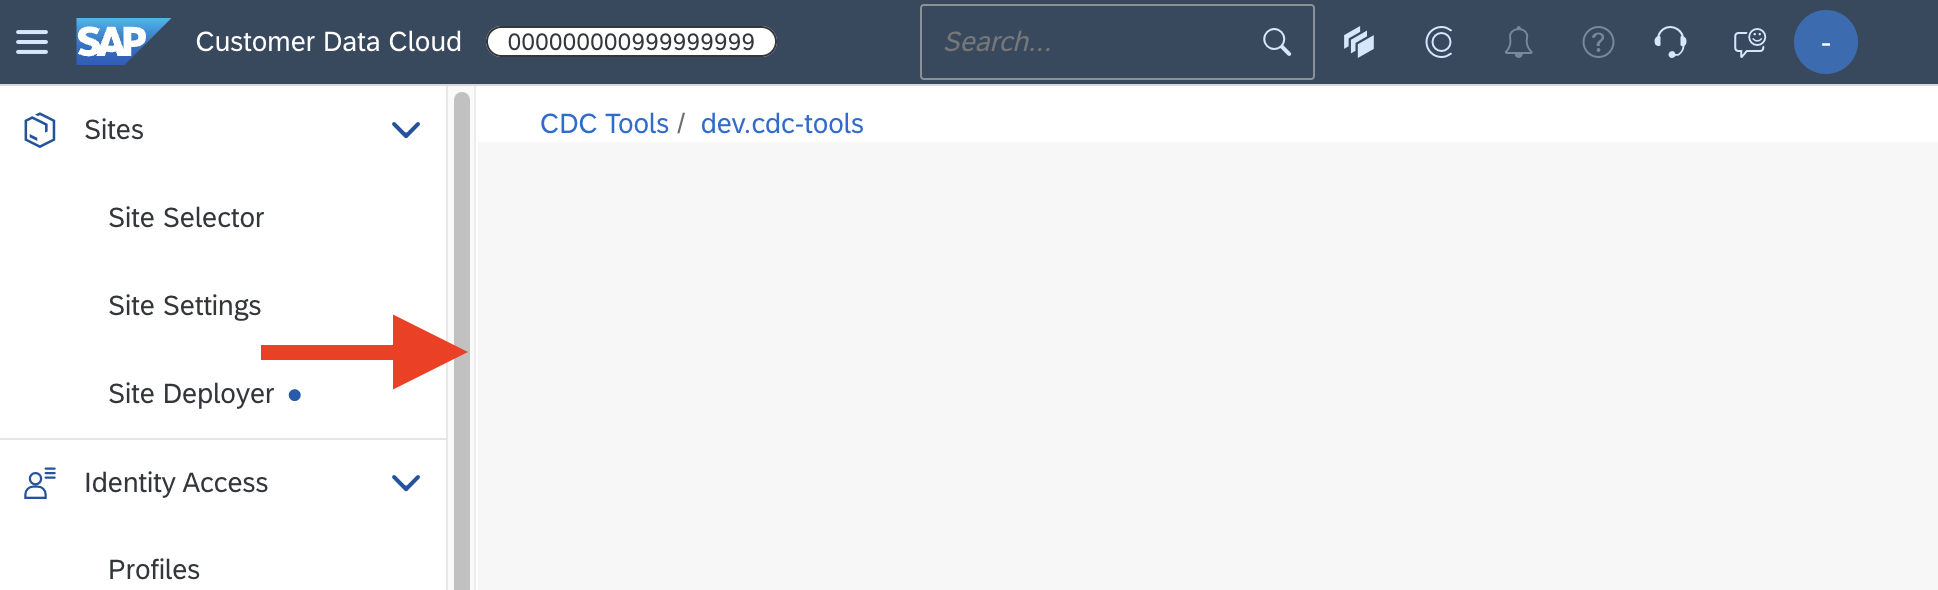 SAP Customer Data Cloud 000000000999999999 Search... -
CDC Tools / dev.cdc-tools
Sites
Site Selector
Site Settings
Site Deployer
Identity Access
Profiles